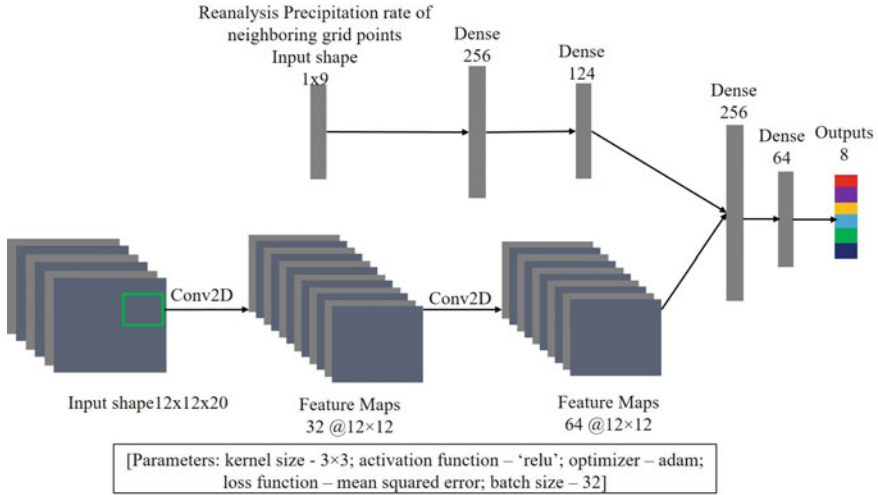 Reanalysis Precipitation rate of
neighboring grid points
Input shape
1x9
Dense
256
Dense
124
Dense
256
Dense
64
Outputs
8
Conv2D
Conv2D
Input shape12x12x20
Feature Maps
32 @12×12
Feature Maps
64 @12×12
[Parameters: kernel size - 3×3; activation function – ‘relu’; optimizer – adam;
loss function – mean squared error; batch size – 32]